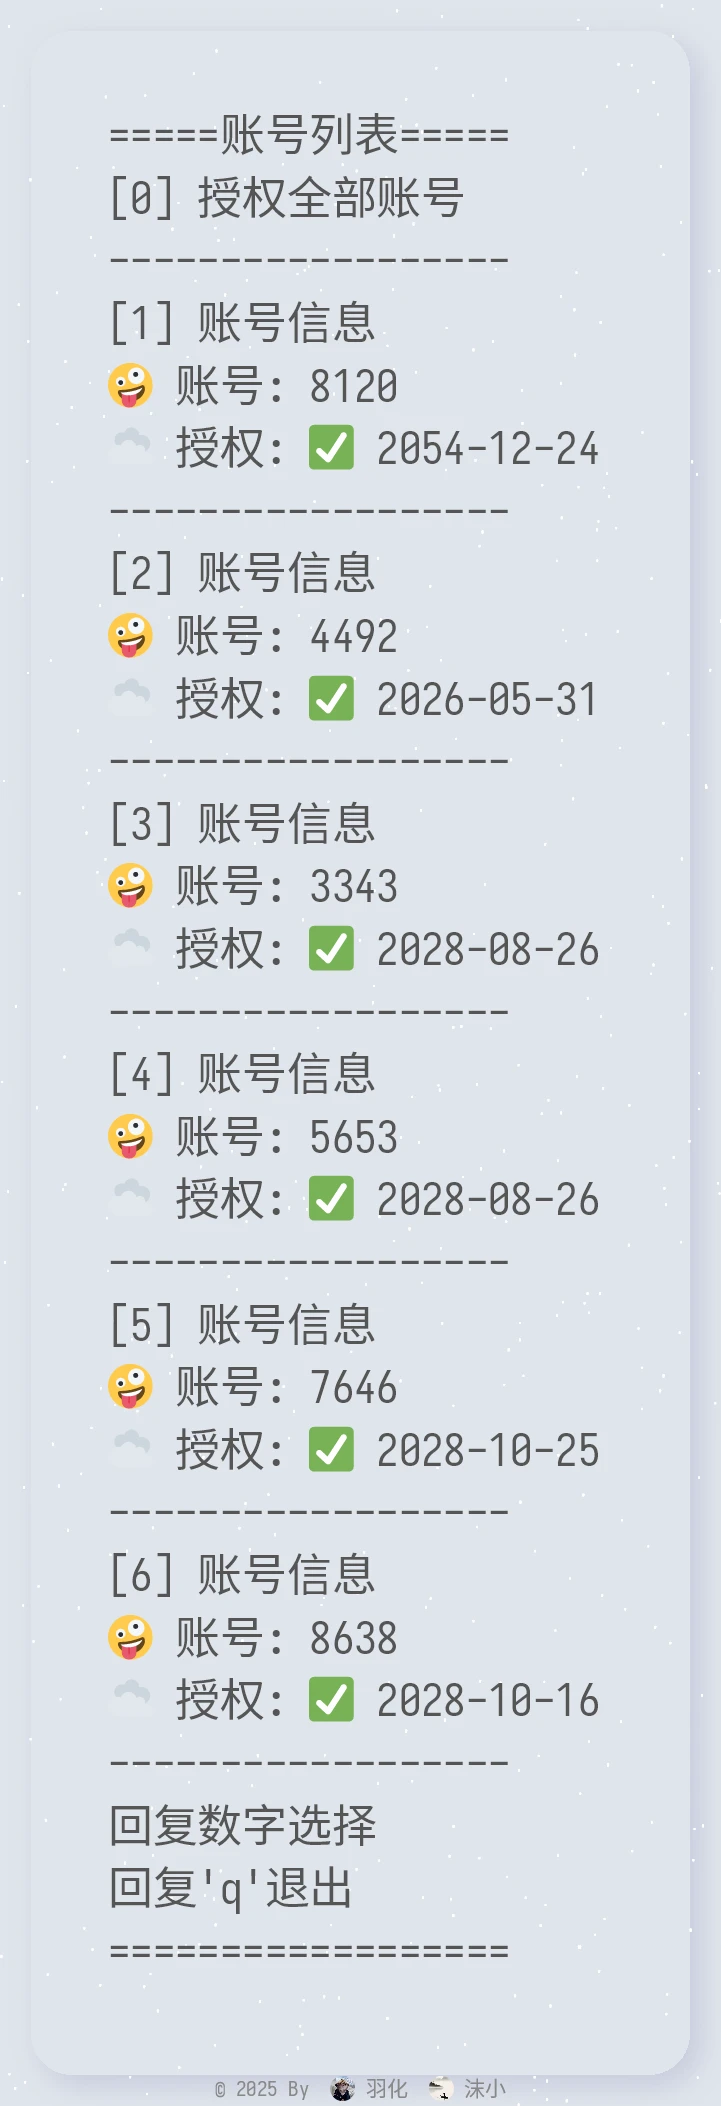 =====账号列表=====
[0] 授权全部账号
------------------
[1] 账号信息
🤪 账号: 8120
☁️ 授权: ✅ 2054-12-24
------------------
[2] 账号信息
🤪 账号: 4492
☁️ 授权: ✅ 2026-05-31
------------------
[3] 账号信息
🤪 账号: 3343
☁️ 授权: ✅ 2028-08-26
------------------
[4] 账号信息
🤪 账号: 5653
☁️ 授权: ✅ 2028-08-26
------------------
[5] 账号信息
🤪 账号: 7646
☁️ 授权: ✅ 2028-10-25
------------------
[6] 账号信息
🤪 账号: 8638
☁️ 授权: ✅ 2028-10-16
------------------
回复数字选择
回复'q'退出
==================
© 2025 By 羽化 沫小